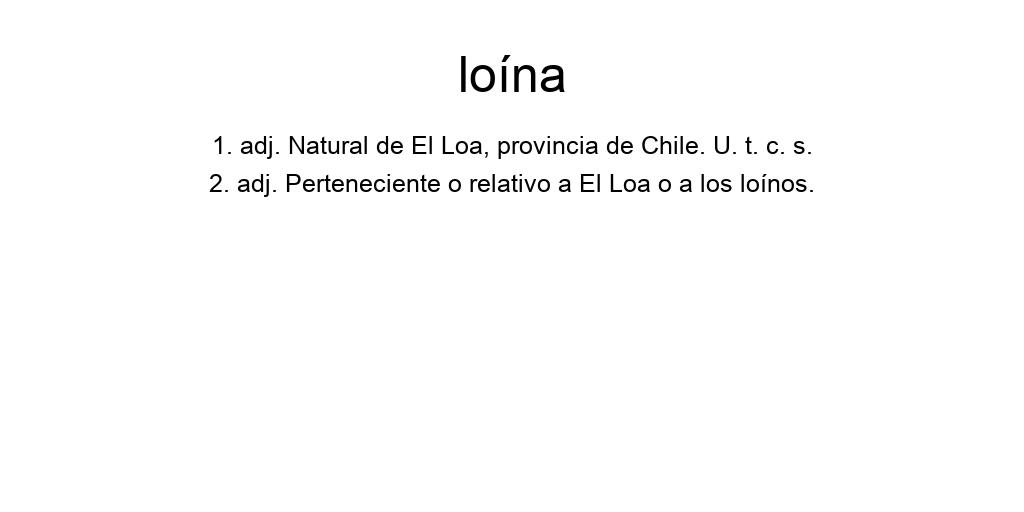 loína
1. adj. Natural de El Loa, provincia de Chile. U. t. c. s.
2. adj. Perteneciente o relativo a El Loa o a los loínos.